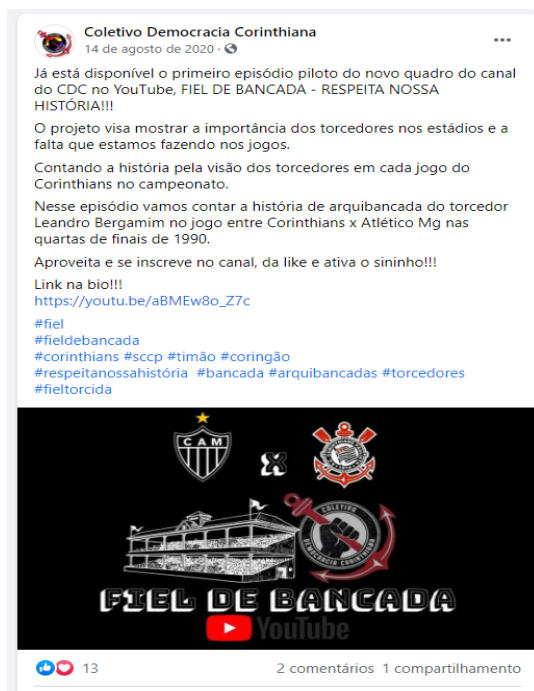 Coletivo Democracia Corinthiana
14 de agosto de 2020 ·
Já está disponível o primeiro episódio piloto do novo quadro do canal
do CDC no YouTube, FIEL DE BANCADA - RESPEITA NOSSA
HISTÓRIA!!!
O projeto visa mostrar a importância dos torcedores nos estádios e a
falta que estamos fazendo nos jogos.
Contando a história pela visão dos torcedores em cada jogo do
Corinthians no campeonato.
Nesse episódio vamos contar a história de arquibancada do torcedor
Leandro Bergamim no jogo entre Corinthians x Atlético Mg nas
quartas de finais de 1990.
Aproveita e se inscreve no canal, da like e ativa o sininho!!!
Link na bio!!!
https://youtu.be/aBMEw8o_Z7c
#fiel
#fieldebancada
#corinthians #sccp #timão #coringão
#respeitanossahistória #bancada #arquibancadas #torcedores
#fieltorcida
CAM
X
COLETIVO
DEMOCRACIA CORINTHIANA
FIEL DE BANCADA
YouTube
13
2 comentários 1 compartilhamento